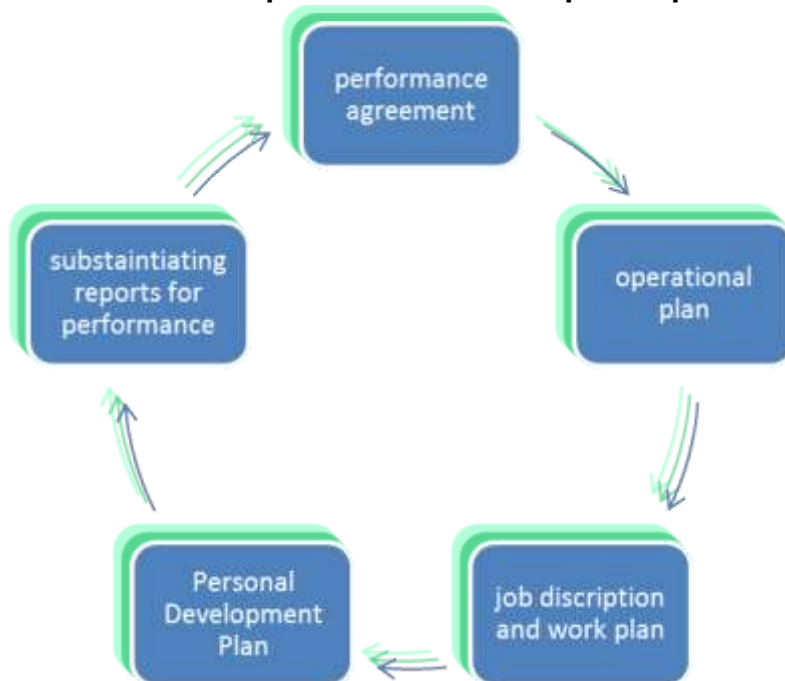 performance
agreement
operational
plan
job discription
and work plan
Personal
Development
Plan
substaintiating
reports for
performance